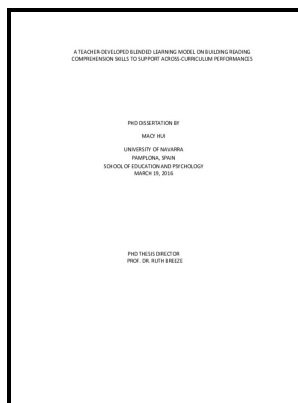 A TEACHER-DEVELOPED BLENDED LEARNING MODEL ON BUILDING READING
COMPREHENSION SKILLS TO SUPPORT ACROSS-CURRICULUM PERFORMANCES
PHD DISSERTATION BY
MACY HUI
UNIVERSITY OF NAVARRA
PAMPLONA, SPAIN
SCHOOL OF EDUCATION AND PSYCHOLOGY
MARCH 19, 2016
PHD THESIS DIRECTOR
PROF. DR. RUTH BREEZE